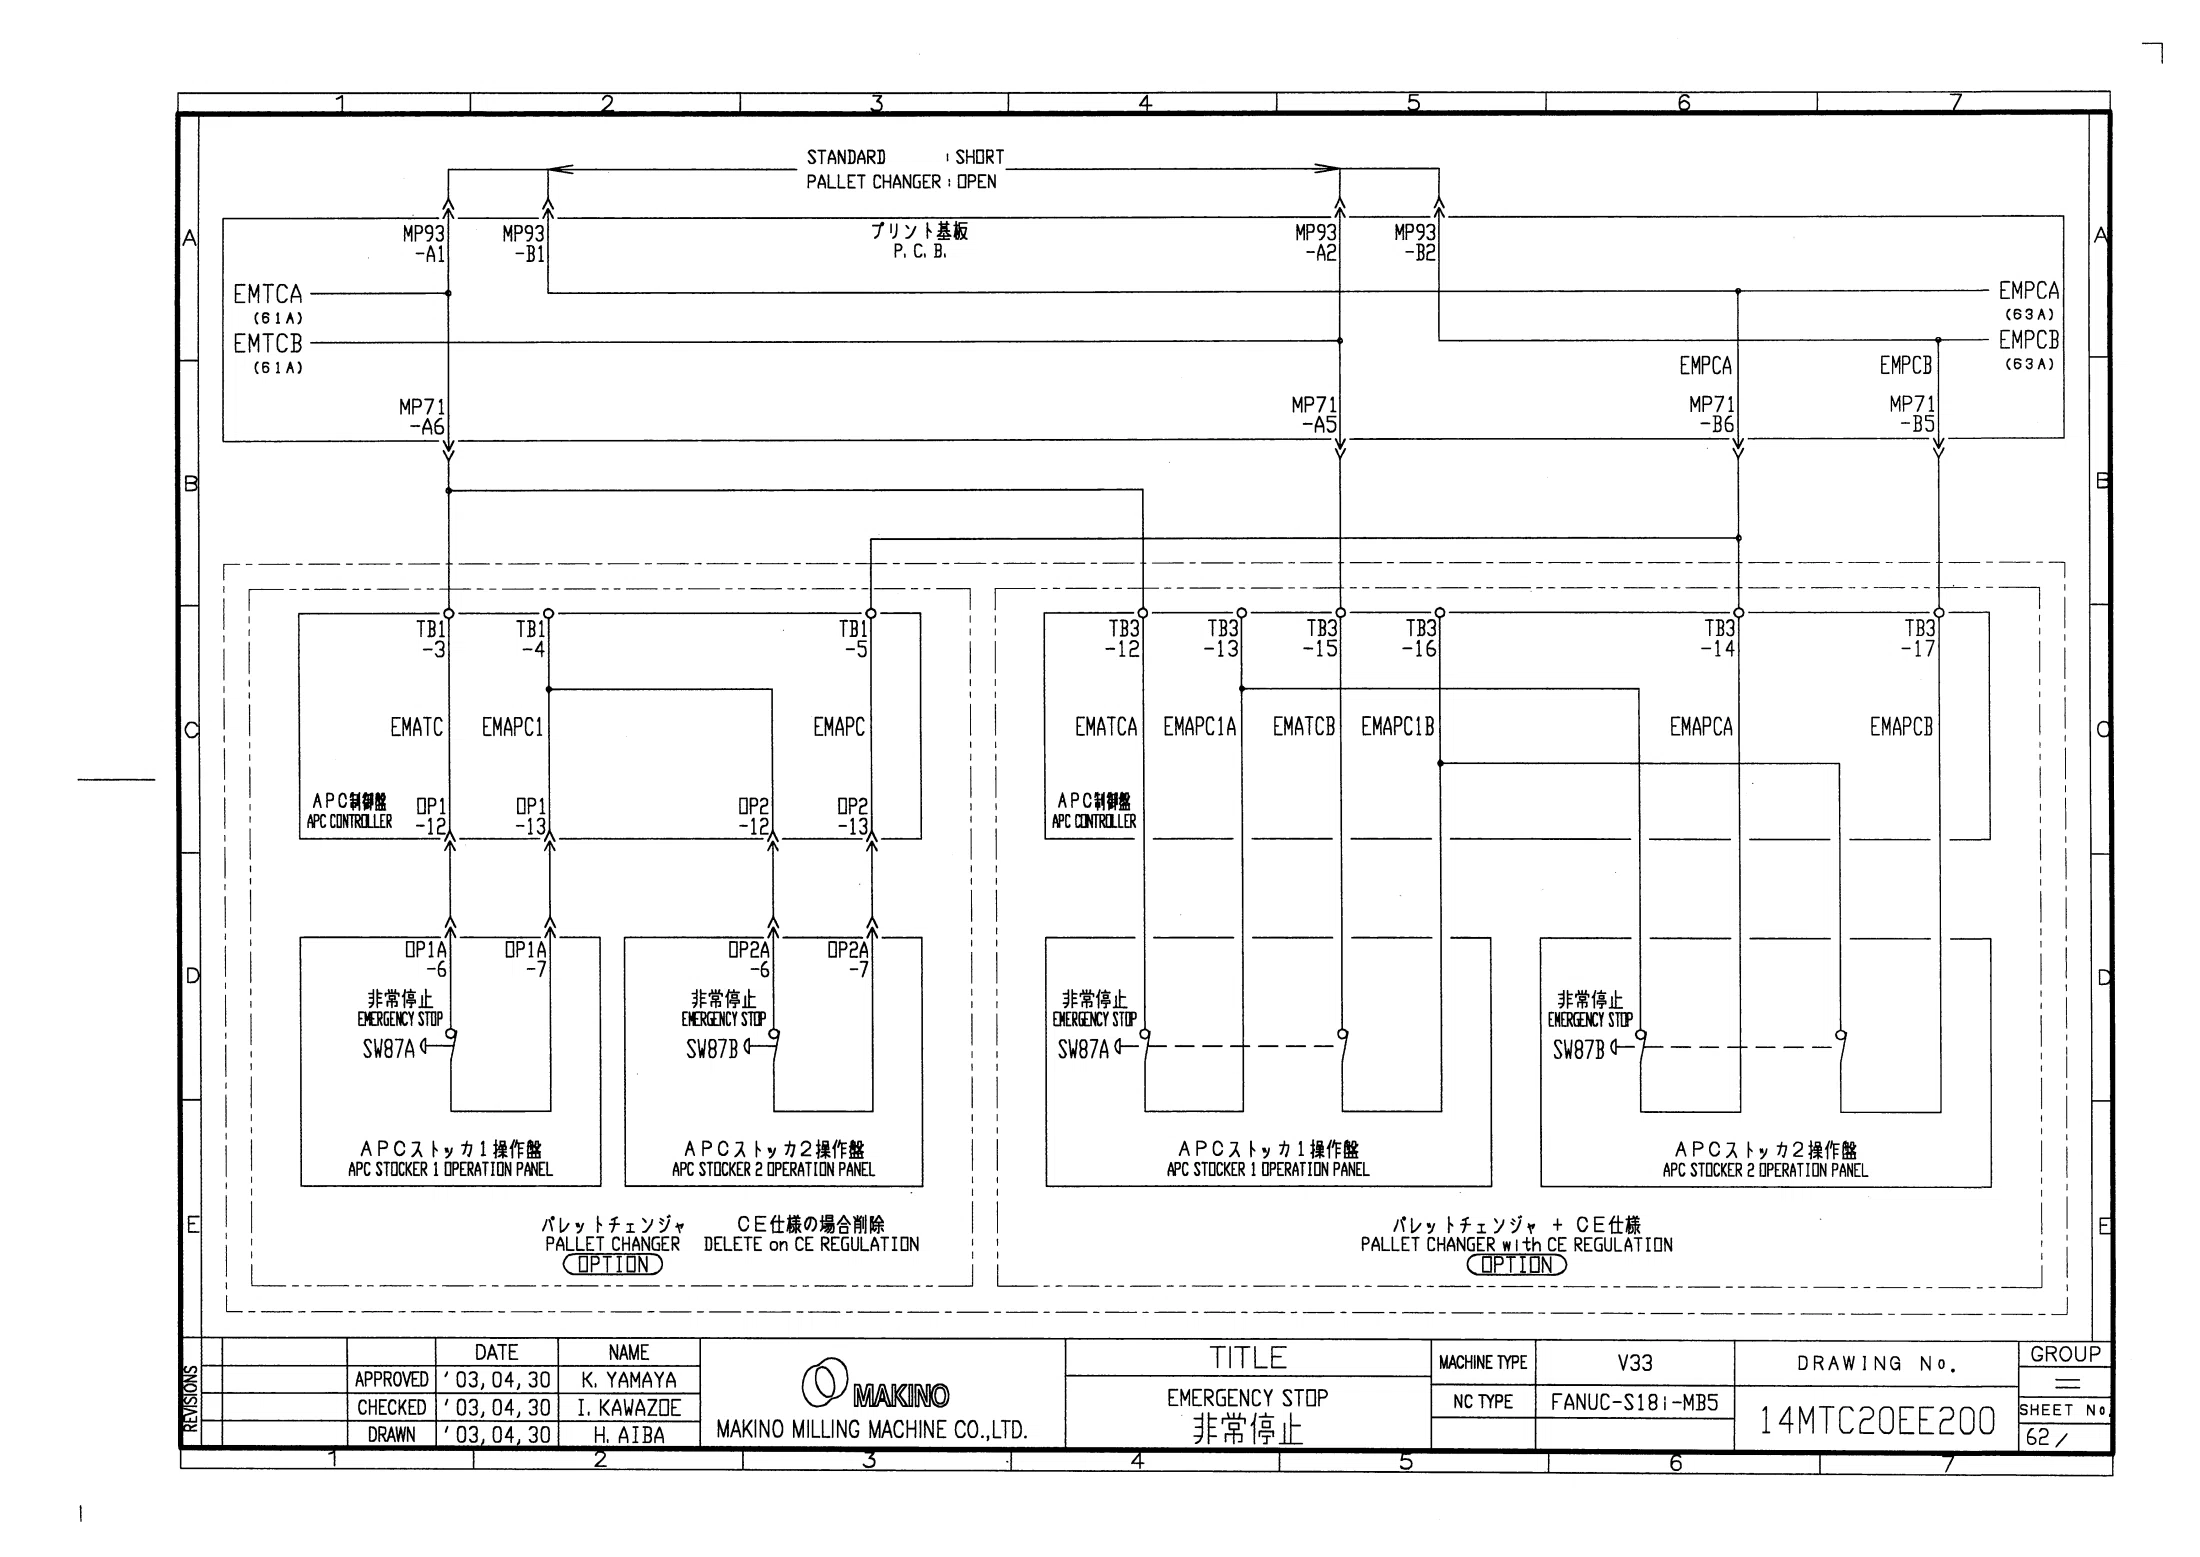 1 2 3 4 5 6 7
STANDARD : SHORT
PALLET CHANGER : OPEN
A
MP93
-A1
MP93
-B1
プリント基板
P. C. B.
MP93
-A2
MP93
-B2
A
EMTCA
(61A)
EMTCB
(61A)
EMPCA
(63A)
EMPCB
(63A)
EMPCA
EMPCB
MP71
-A6
MP71
-A5
MP71
-B6
MP71
-B5
B
B
TB1
-3
TB1
-4
TB1
-5
TB3
-12
TB3
-13
TB3
-15
TB3
-16
TB3
-14
TB3
-17
C
EMATC
EMAPC1
EMAPC
EMATCA
EMAPC1A
EMATCB
EMAPC1B
EMAPCA
EMAPCB
C
APC制御盤
APC CONTROLLER
OP1
-12
OP1
-13
OP2
-12
OP2
-13
APC制御盤
APC CONTROLLER
OP1A
-6
OP1A
-7
OP2A
-6
OP2A
-7
D
D
非常停止
EMERGENCY STOP
SW87A
非常停止
EMERGENCY STOP
SW87B
非常停止
EMERGENCY STOP
SW87A
非常停止
EMERGENCY STOP
SW87B
APCストッカ1操作盤
APC STOCKER 1 OPERATION PANEL
APCストッカ2操作盤
APC STOCKER 2 OPERATION PANEL
APCストッカ1操作盤
APC STOCKER 1 OPERATION PANEL
APCストッカ2操作盤
APC STOCKER 2 OPERATION PANEL
E
E
パレットチェンジャ
PALLET CHANGER
OPTION
CE仕様の場合削除
DELETE on CE REGULATION
パレットチェンジャ + CE仕様
PALLET CHANGER with CE REGULATION
OPTION
REVISIONS
DATE NAME
APPROVED '03,04,30 K. YAMAYA
CHECKED '03,04,30 I. KAWAZOE
DRAWN '03,04,30 H. AIBA
MAKINO
MAKINO MILLING MACHINE CO.,LTD.
TITLE
EMERGENCY STOP
非常停止
MACHINE TYPE V33
NC TYPE FANUC-S18i-MB5
DRAWING No.
14MTC20EE200
GROUP
=
SHEET No.
62/
1 2 3 4 5 6 7